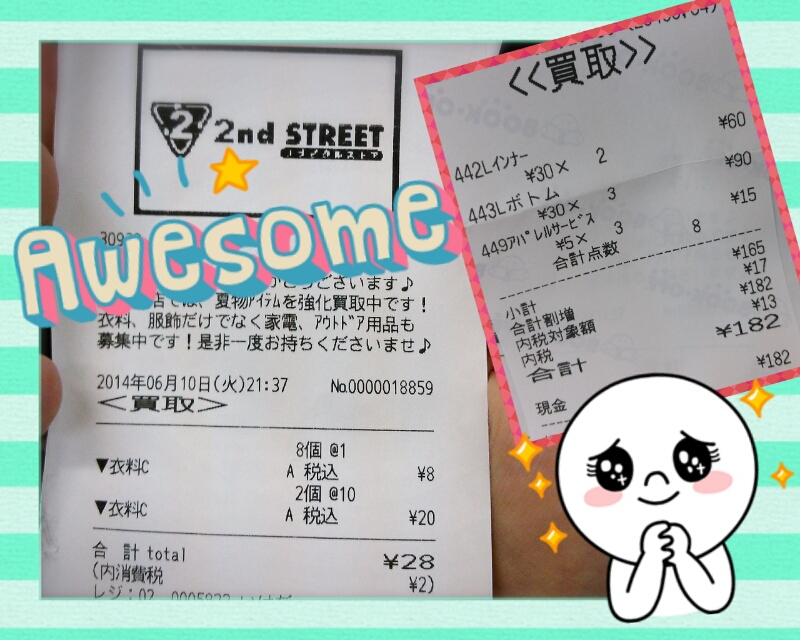 2nd STREET
Awesome
ございます♪
店では、夏物ｱｲﾃﾑを強化買取中です!
衣料、服飾だけでなく家電、ｱｳﾄﾄﾞｱ用品も
募集中です!是非一度お持ちくださいませ♪
2014年06月10日(火)21:37 No.0000018859
<買取>
8個 @1
▼衣料C A 税込 ¥8
2個 @10
▼衣料C A 税込 ¥20
合 計 total ¥28
(内消費税 ¥2)
<<買取>>
¥60
442Lインナー
¥30× 2
¥90
443Lボトム
¥30× 3
¥15
449ｱﾊﾟﾚルサービス
¥5× 3
合計点数 8
小計 ¥165
合計割増 ¥17
内税対象額 ¥182
内税 ¥13
合計 ¥182
現金 ¥182